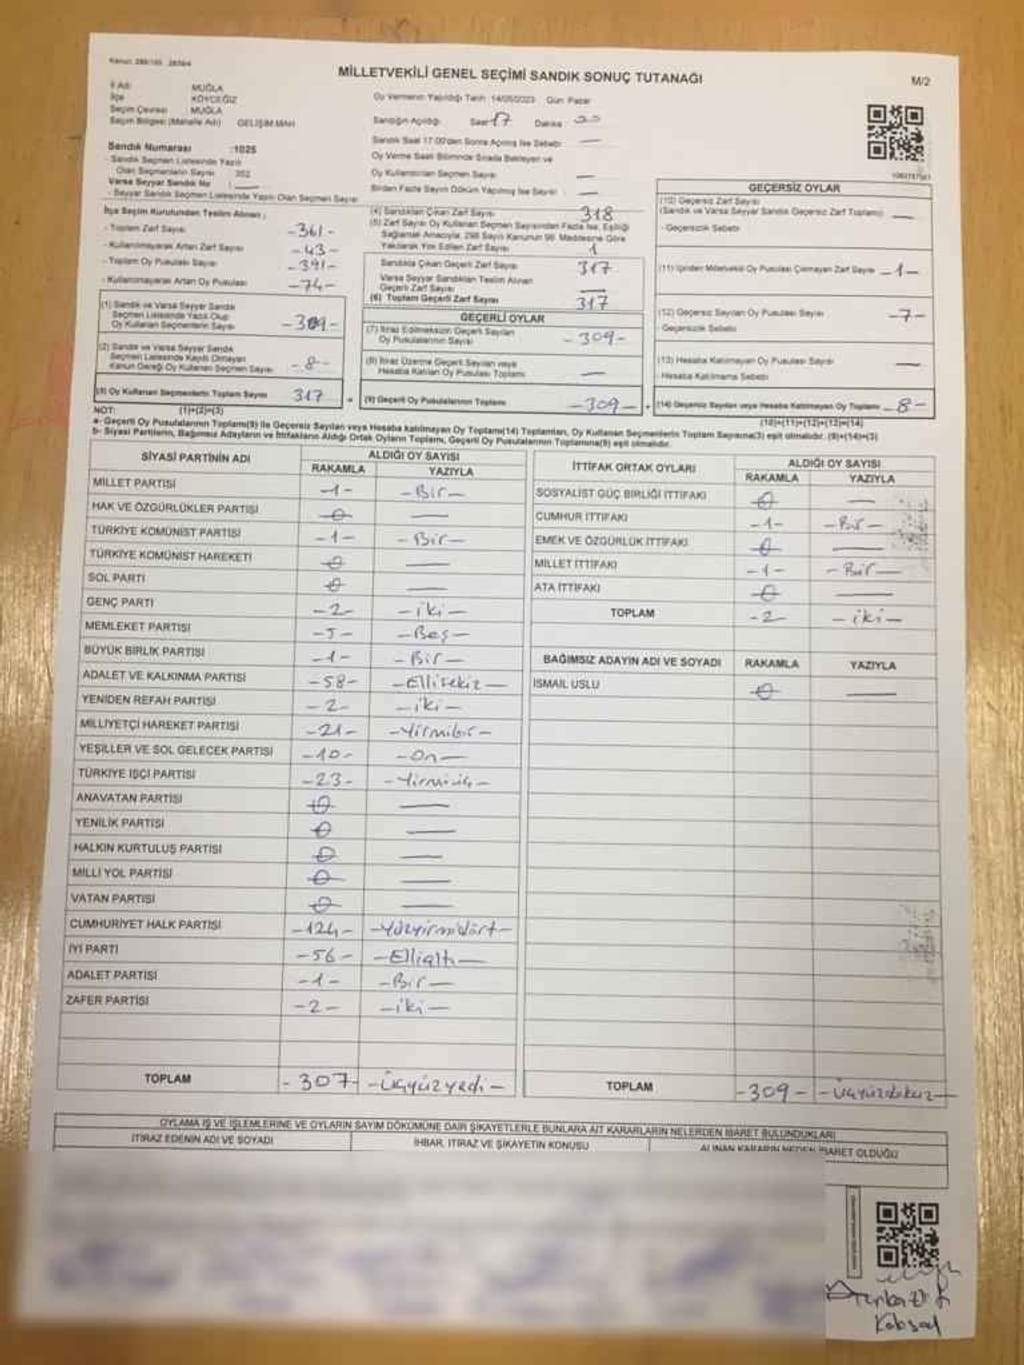 MİLLETVEKİLİ GENEL SEÇİMİ SANDIK SONUÇ TUTANAĞI
M/2
İl Adı MUĞLA
İlçe KÖYCEĞİZ
Seçim Çevresi MUĞLA
Seçim Bölgesi (Mahalle Adı) GELİŞİM MAH
Oy Vermenin Yapıldığı Tarih 14/05/2023 Gün Pazar
Sandığın Açıldığı Saat 17 Dakika
Sandık Saat 17:00'den Sonra Açılmış İse Sebebi —
Oy Verme Saati Bitiminde Sırada Bekleyen ve
Oy Kullandırılan Seçmen Sayısı —
Birden Fazla Sayım Döküm Yapılmış İse Sayısı —
Sandık Numarası :1025
- Sandık Seçmen Listesinde Yazılı
Olan Seçmenlerin Sayısı 352
Varsa Seyyar Sandık No : —
- Seyyar Sandık Seçmen Listesinde Yazılı Olan Seçmen Sayısı
İlçe Seçim Kurulundan Teslim Alınan ;
- Toplam Zarf Sayısı -361-
- Kullanılmayarak Artan Zarf Sayısı -43-
- Toplam Oy Pusulası Sayısı -391-
- Kullanılmayarak Artan Oy Pusulası -74-
(1) Sandık ve Varsa Seyyar Sandık
Seçmen Listesinde Yazılı Olup
Oy Kullanan Seçmenlerin Sayısı -309-
(2) Sandık ve Varsa Seyyar Sandık
Seçmen Listesinde Kayıtlı Olmayan
Kanun Gereği Oy Kullanan Seçmen Sayısı -8-
(3) Oy Kullanan Seçmenlerin Toplam Sayısı 317
(1)+(2)=(3)
(4) Sandıktan Çıkan Zarf Sayısı 318
(5) Zarf Sayısı Oy Kullanan Seçmen Sayısından Fazla İse, Eşitliği
Sağlamak Amacıyla, 298 Sayılı Kanunun 98. Maddesine Göre
Yakılarak Yok Edilen Zarf Sayısı 1
Sandıkta Çıkan Geçerli Zarf Sayısı 317
Varsa Seyyar Sandıktan Teslim Alınan
Geçerli Zarf Sayısı —
(6) Toplam Geçerli Zarf Sayısı 317
GEÇERLİ OYLAR
(7) İtiraz Edilmeksizin Geçerli Sayılan
Oy Pusulalarının Sayısı -309-
(8) İtiraz Üzerine Geçerli Sayılan veya
Hesaba Katılan Oy Pusulası Toplamı —
(9) Geçerli Oy Pusulalarının Toplamı -309-
GEÇERSİZ OYLAR
(10) Geçersiz Zarf Sayısı
(Sandık ve Varsa Seyyar Sandık Geçersiz Zarf Toplamı) —
- Geçersizlik Sebebi
(11) İçinden Milletvekili Oy Pusulası Çıkmayan Zarf Sayısı -1-
(12) Geçersiz Sayılan Oy Pusulası Sayısı -7-
- Geçersizlik Sebebi
(13) Hesaba Katılmayan Oy Pusulası Sayısı
- Hesaba Katılmama Sebebi —
(14) Geçersiz Sayılan veya Hesaba Katılmayan Oy Toplamı -8-
(10)+(11)+(12)+(13)=(14)
NOT:
a- Geçerli Oy Pusulalarının Toplamı(9) ile Geçersiz Sayılan veya Hesaba Katılmayan Oy Toplamı(14) Toplamları, Oy Kullanan Seçmenlerin Toplam Sayısına(3) eşit olmalıdır. (9)+(14)=(3)
b- Siyasi Partilerin, Bağımsız Adayların ve İttifakların Aldığı Ortak Oyların Toplamı, Geçerli Oy Pusulalarının Toplamına(9) eşit olmalıdır.
SİYASİ PARTİNİN ADI ALDIĞI OY SAYISI
RAKAMLA YAZIYLA
MİLLET PARTİSİ -1- -Bir-
HAK VE ÖZGÜRLÜKLER PARTİSİ 0 —
TÜRKİYE KOMÜNİST PARTİSİ -1- -Bir-
TÜRKİYE KOMÜNİST HAREKETİ 0 —
SOL PARTİ 0 —
GENÇ PARTİ -2- -iki-
MEMLEKET PARTİSİ -5- -Beş-
BÜYÜK BİRLİK PARTİSİ -1- -Bir-
ADALET VE KALKINMA PARTİSİ -58- -Ellisekiz-
YENİDEN REFAH PARTİSİ -2- -iki-
MİLLİYETÇİ HAREKET PARTİSİ -21- -Yirmibir-
YEŞİLLER VE SOL GELECEK PARTİSİ -10- -On-
TÜRKİYE İŞÇİ PARTİSİ -23- -Yirmiüç-
ANAVATAN PARTİSİ 0 —
YENİLİK PARTİSİ 0 —
HALKIN KURTULUŞ PARTİSİ 0 —
MİLLİ YOL PARTİSİ 0 —
VATAN PARTİSİ 0 —
CUMHURİYET HALK PARTİSİ -124- -Yüzyirmidört-
İYİ PARTİ -56- -Ellialtı-
ADALET PARTİSİ -1- -Bir-
ZAFER PARTİSİ -2- -iki-
TOPLAM -307- -Üçyüzyedi-
İTTİFAK ORTAK OYLARI ALDIĞI OY SAYISI
RAKAMLA YAZIYLA
SOSYALİST GÜÇ BİRLİĞİ İTTİFAKI 0 —
CUMHUR İTTİFAKI -1- -Bir-
EMEK VE ÖZGÜRLÜK İTTİFAKI 0 —
MİLLET İTTİFAKI -1- -Bir-
ATA İTTİFAKI 0 —
TOPLAM -2- -iki-
BAĞIMSIZ ADAYIN ADI VE SOYADI RAKAMLA YAZIYLA
İSMAİL USLU 0 —
TOPLAM -309- -Üçyüzdokuz-
OYLAMA İŞ VE İŞLEMLERİNE VE OYLARIN SAYIM DÖKÜMÜNE DAİR ŞİKAYETLERLE BUNLARA AİT KARARLARIN NELERDEN İBARET BULUNDUKLARI
İTİRAZ EDENİN ADI VE SOYADI İHBAR, İTİRAZ VE ŞİKAYETİN KONUSU ALINAN KARARIN NEDEN İBARET OLDUĞU